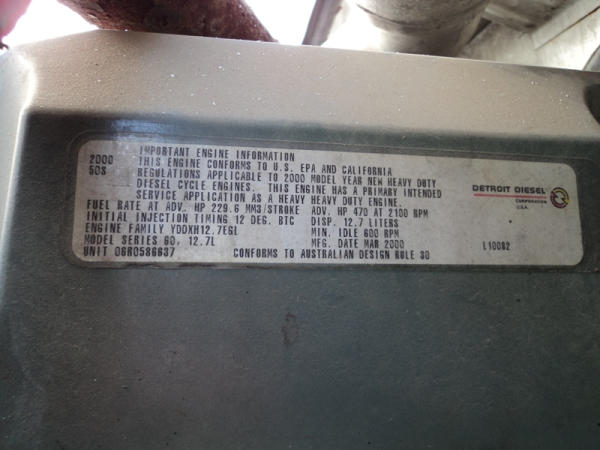 IMPORTANT ENGINE INFORMATION
2000 THIS ENGINE CONFORMS TO U.S. EPA AND CALIFORNIA
50S REGULATIONS APPLICABLE TO 2000 MODEL YEAR NEW HEAVY DUTY
DIESEL CYCLE ENGINES. THIS ENGINE HAS A PRIMARY INTENDED
SERVICE APPLICATION AS A HEAVY HEAVY DUTY ENGINE.
FUEL RATE AT ADV. HP 229.6 MM3/STROKE ADV. HP 470 AT 2100 RPM
INITIAL INJECTION TIMING 12 DEG. BTC DISP. 12.7 LITERS
ENGINE FAMILY YDDXH12.7EGL MIN. IDLE 600 RPM
MODEL SERIES 60, 12.7L MFG. DATE MAR 2000 L10082
UNIT 06R0586637 CONFORMS TO AUSTRALIAN DESIGN RULE 30
DETROIT DIESEL
CORPORATION
U.S.A.